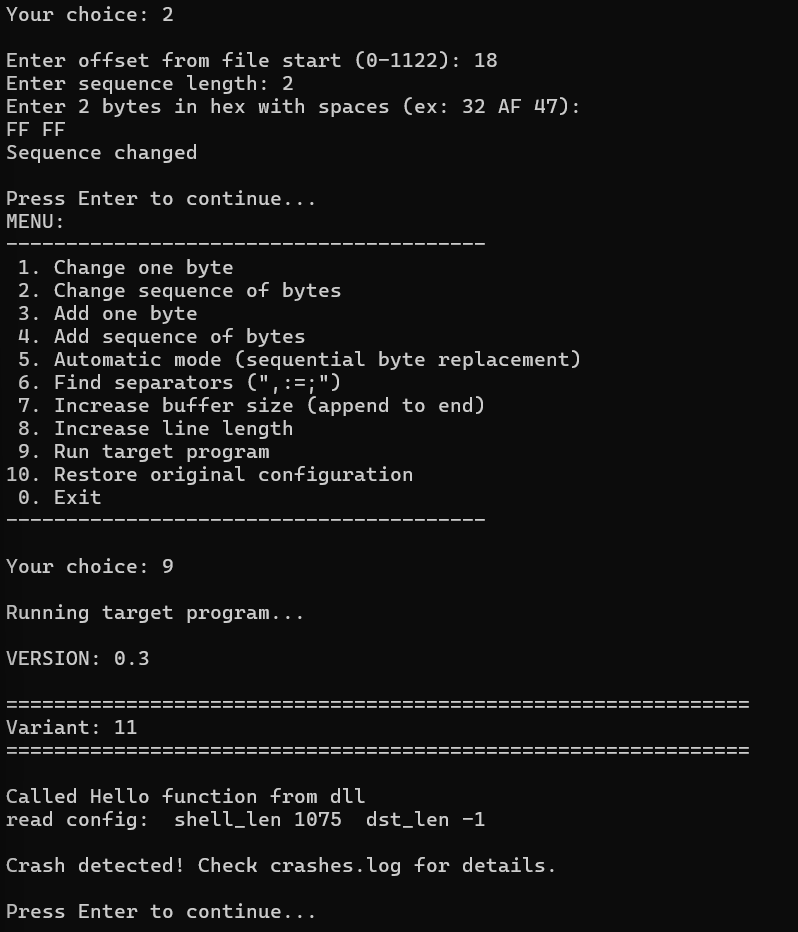 Your choice: 2
Enter offset from file start (0-1122): 18
Enter sequence length: 2
Enter 2 bytes in hex with spaces (ex: 32 AF 47):
FF FF
Sequence changed
Press Enter to continue...
MENU:
----------------------------------------
 1. Change one byte
 2. Change sequence of bytes
 3. Add one byte
 4. Add sequence of bytes
 5. Automatic mode (sequential byte replacement)
 6. Find separators (",:=;")
 7. Increase buffer size (append to end)
 8. Increase line length
 9. Run target program
10. Restore original configuration
 0. Exit
----------------------------------------
Your choice: 9
Running target program...
VERSION: 0.3
==============================================================
Variant: 11
==============================================================
Called Hello function from dll
read config:  shell_len 1075  dst_len -1
Crash detected! Check crashes.log for details.
Press Enter to continue...